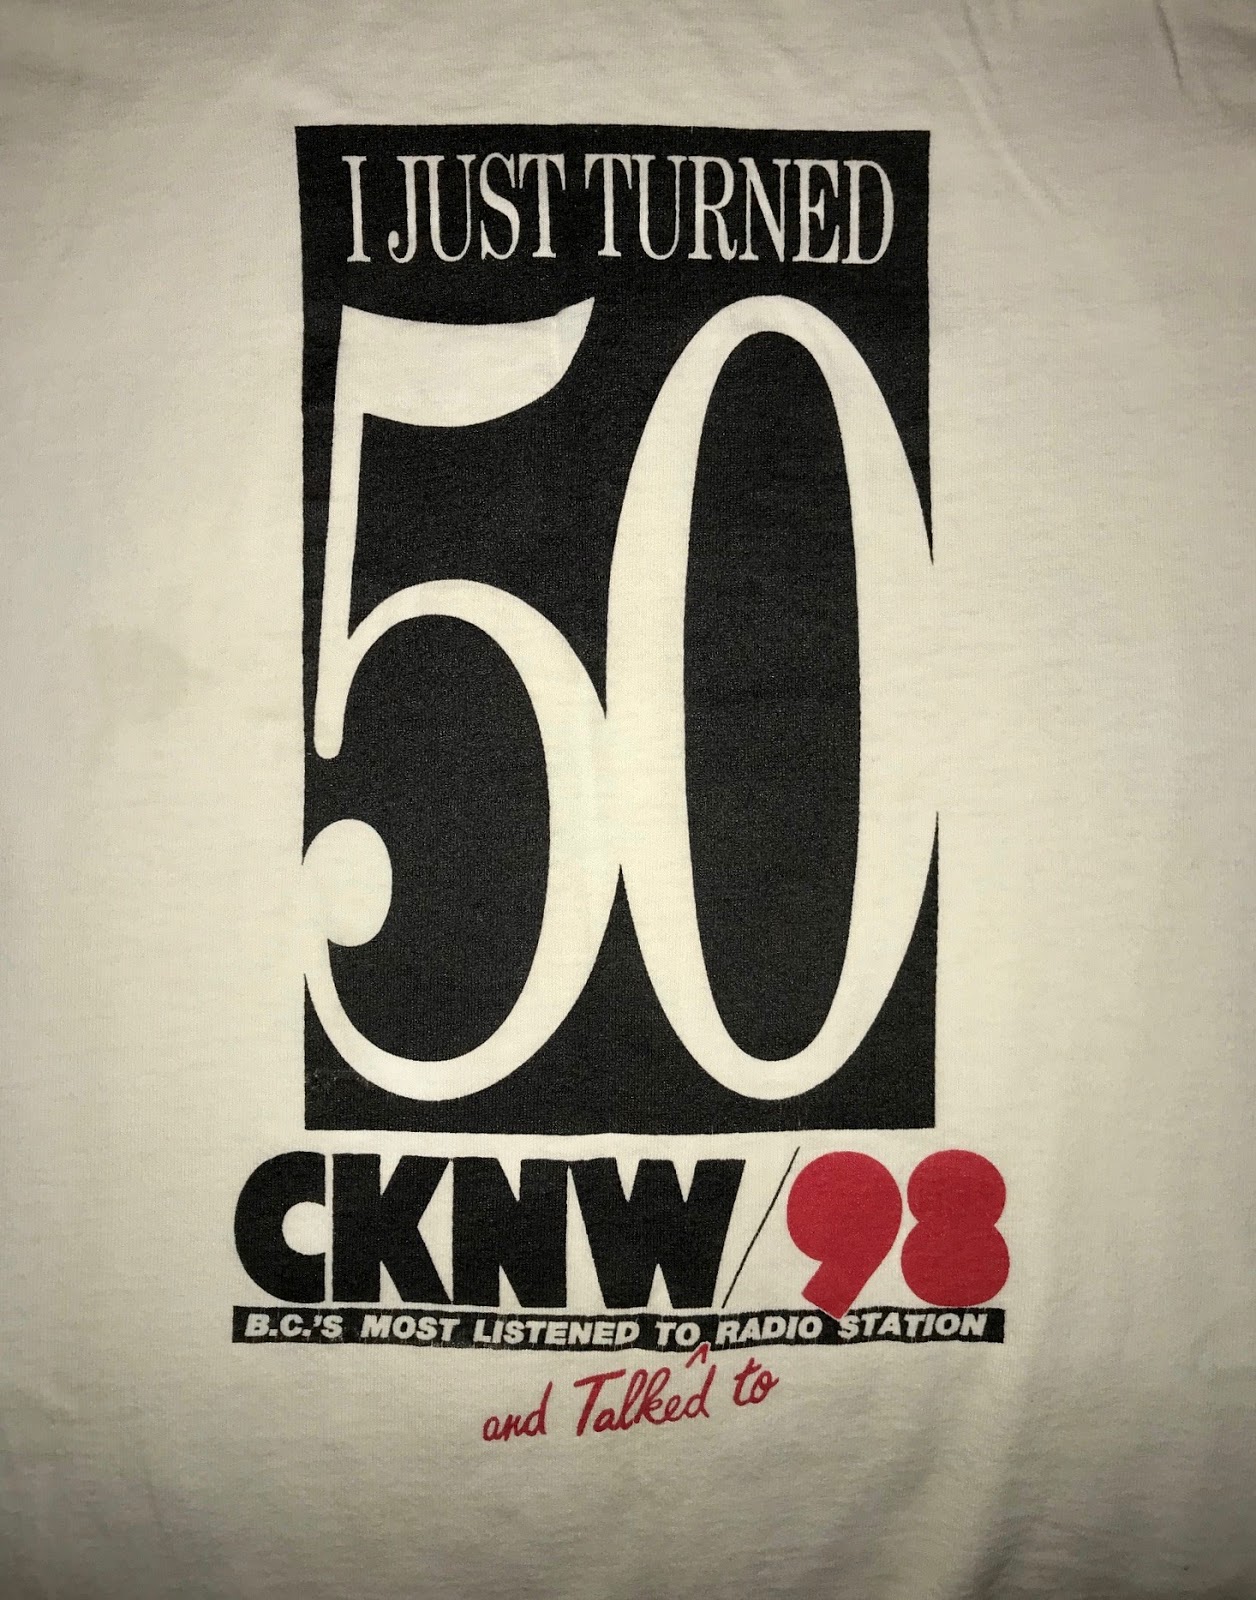 I JUST TURNED
50
CKNW/98
B.C.'S MOST LISTENED TO ^ RADIO STATION
and Talked to